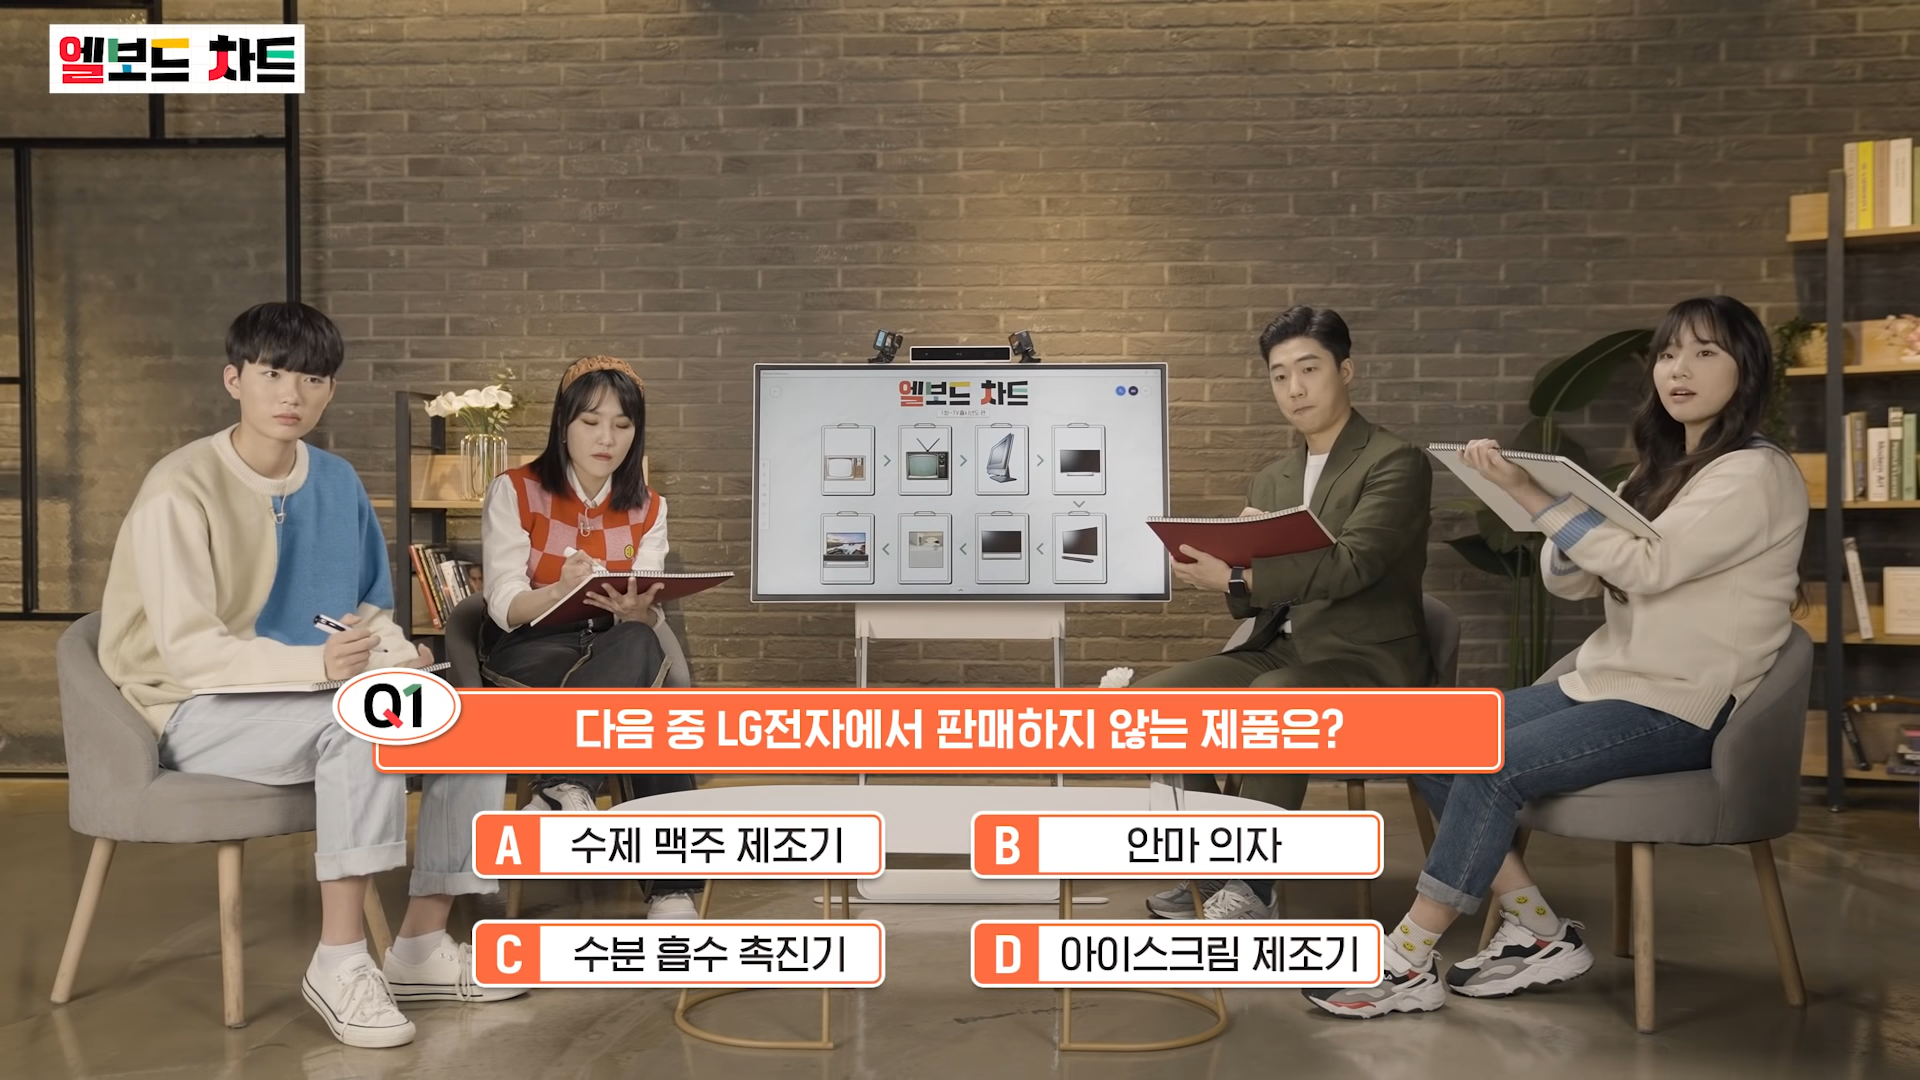 엘보드 차트
엘보드 차트
Q1
다음 중 LG전자에서 판매하지 않는 제품은?
A 수제 맥주 제조기
B 안마 의자
C 수분 흡수 촉진기
D 아이스크림 제조기